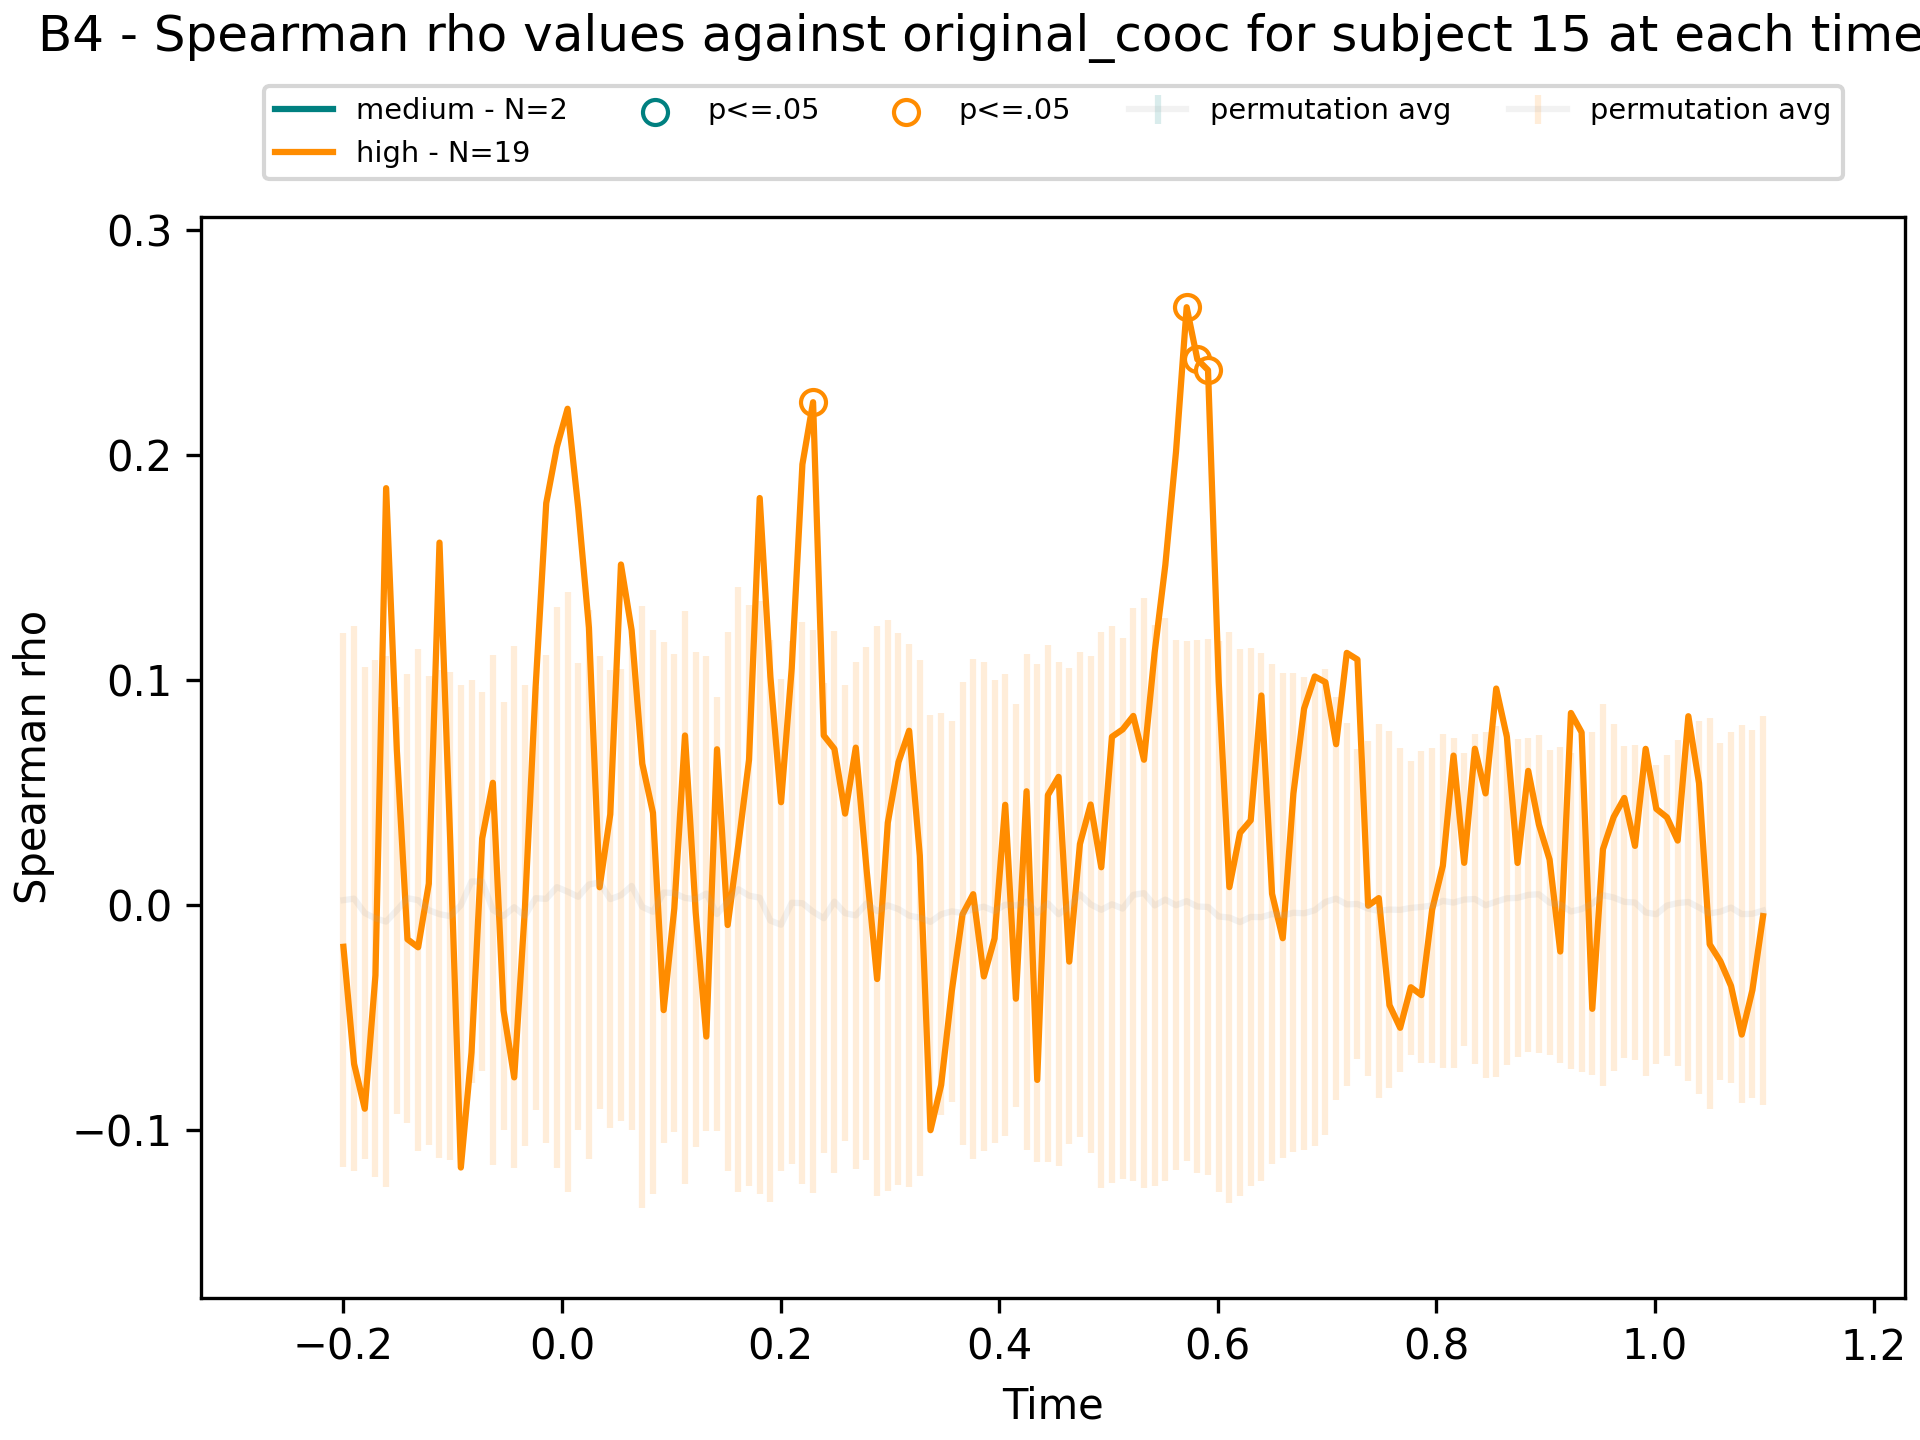 B4 - Spearman rho values against original_cooc for subject 15 at each time
medium - N=2
high - N=19
p<=.05
p<=.05
permutation avg
permutation avg
Spearman rho
0.3
0.2
0.1
0.0
−0.1
−0.2 0.0 0.2 0.4 0.6 0.8 1.0 1.2
Time